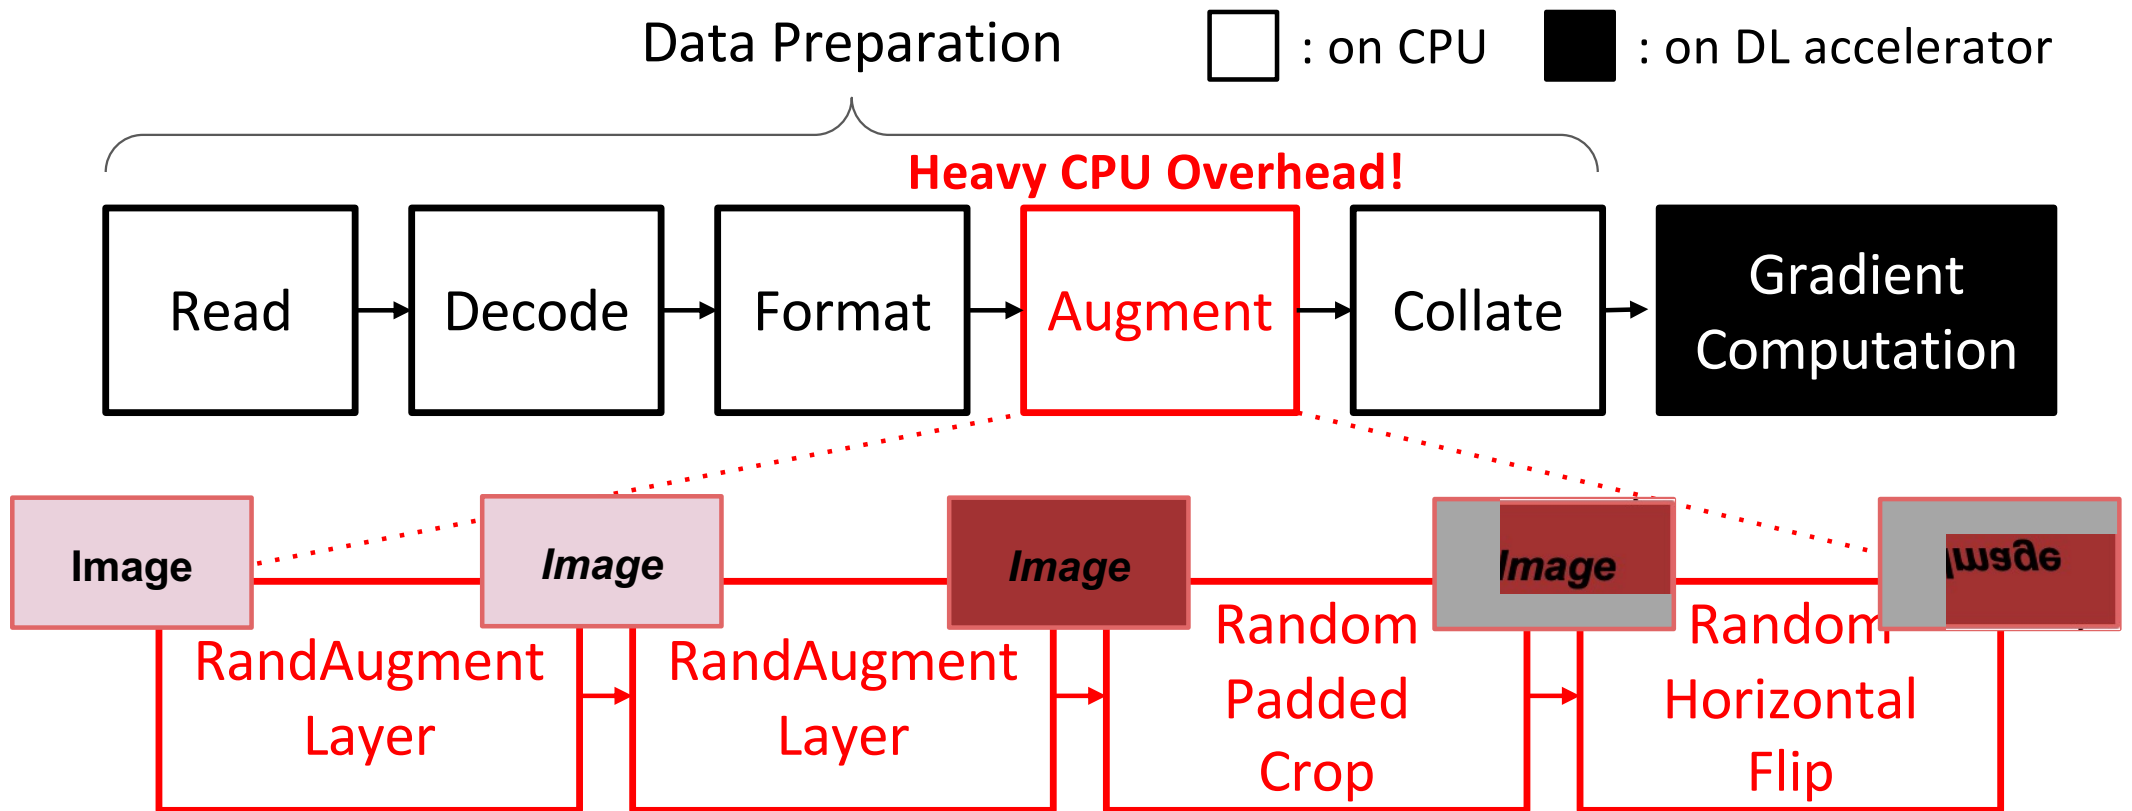 Data Preparation
: on CPU
: on DL accelerator
Heavy CPU Overhead!
Read
Decode
Format
Augment
Collate
Gradient
Computation
Image
Image
Image
Image
Image
RandAugment
Layer
RandAugment
Layer
Random
Padded
Crop
Random
Horizontal
Flip